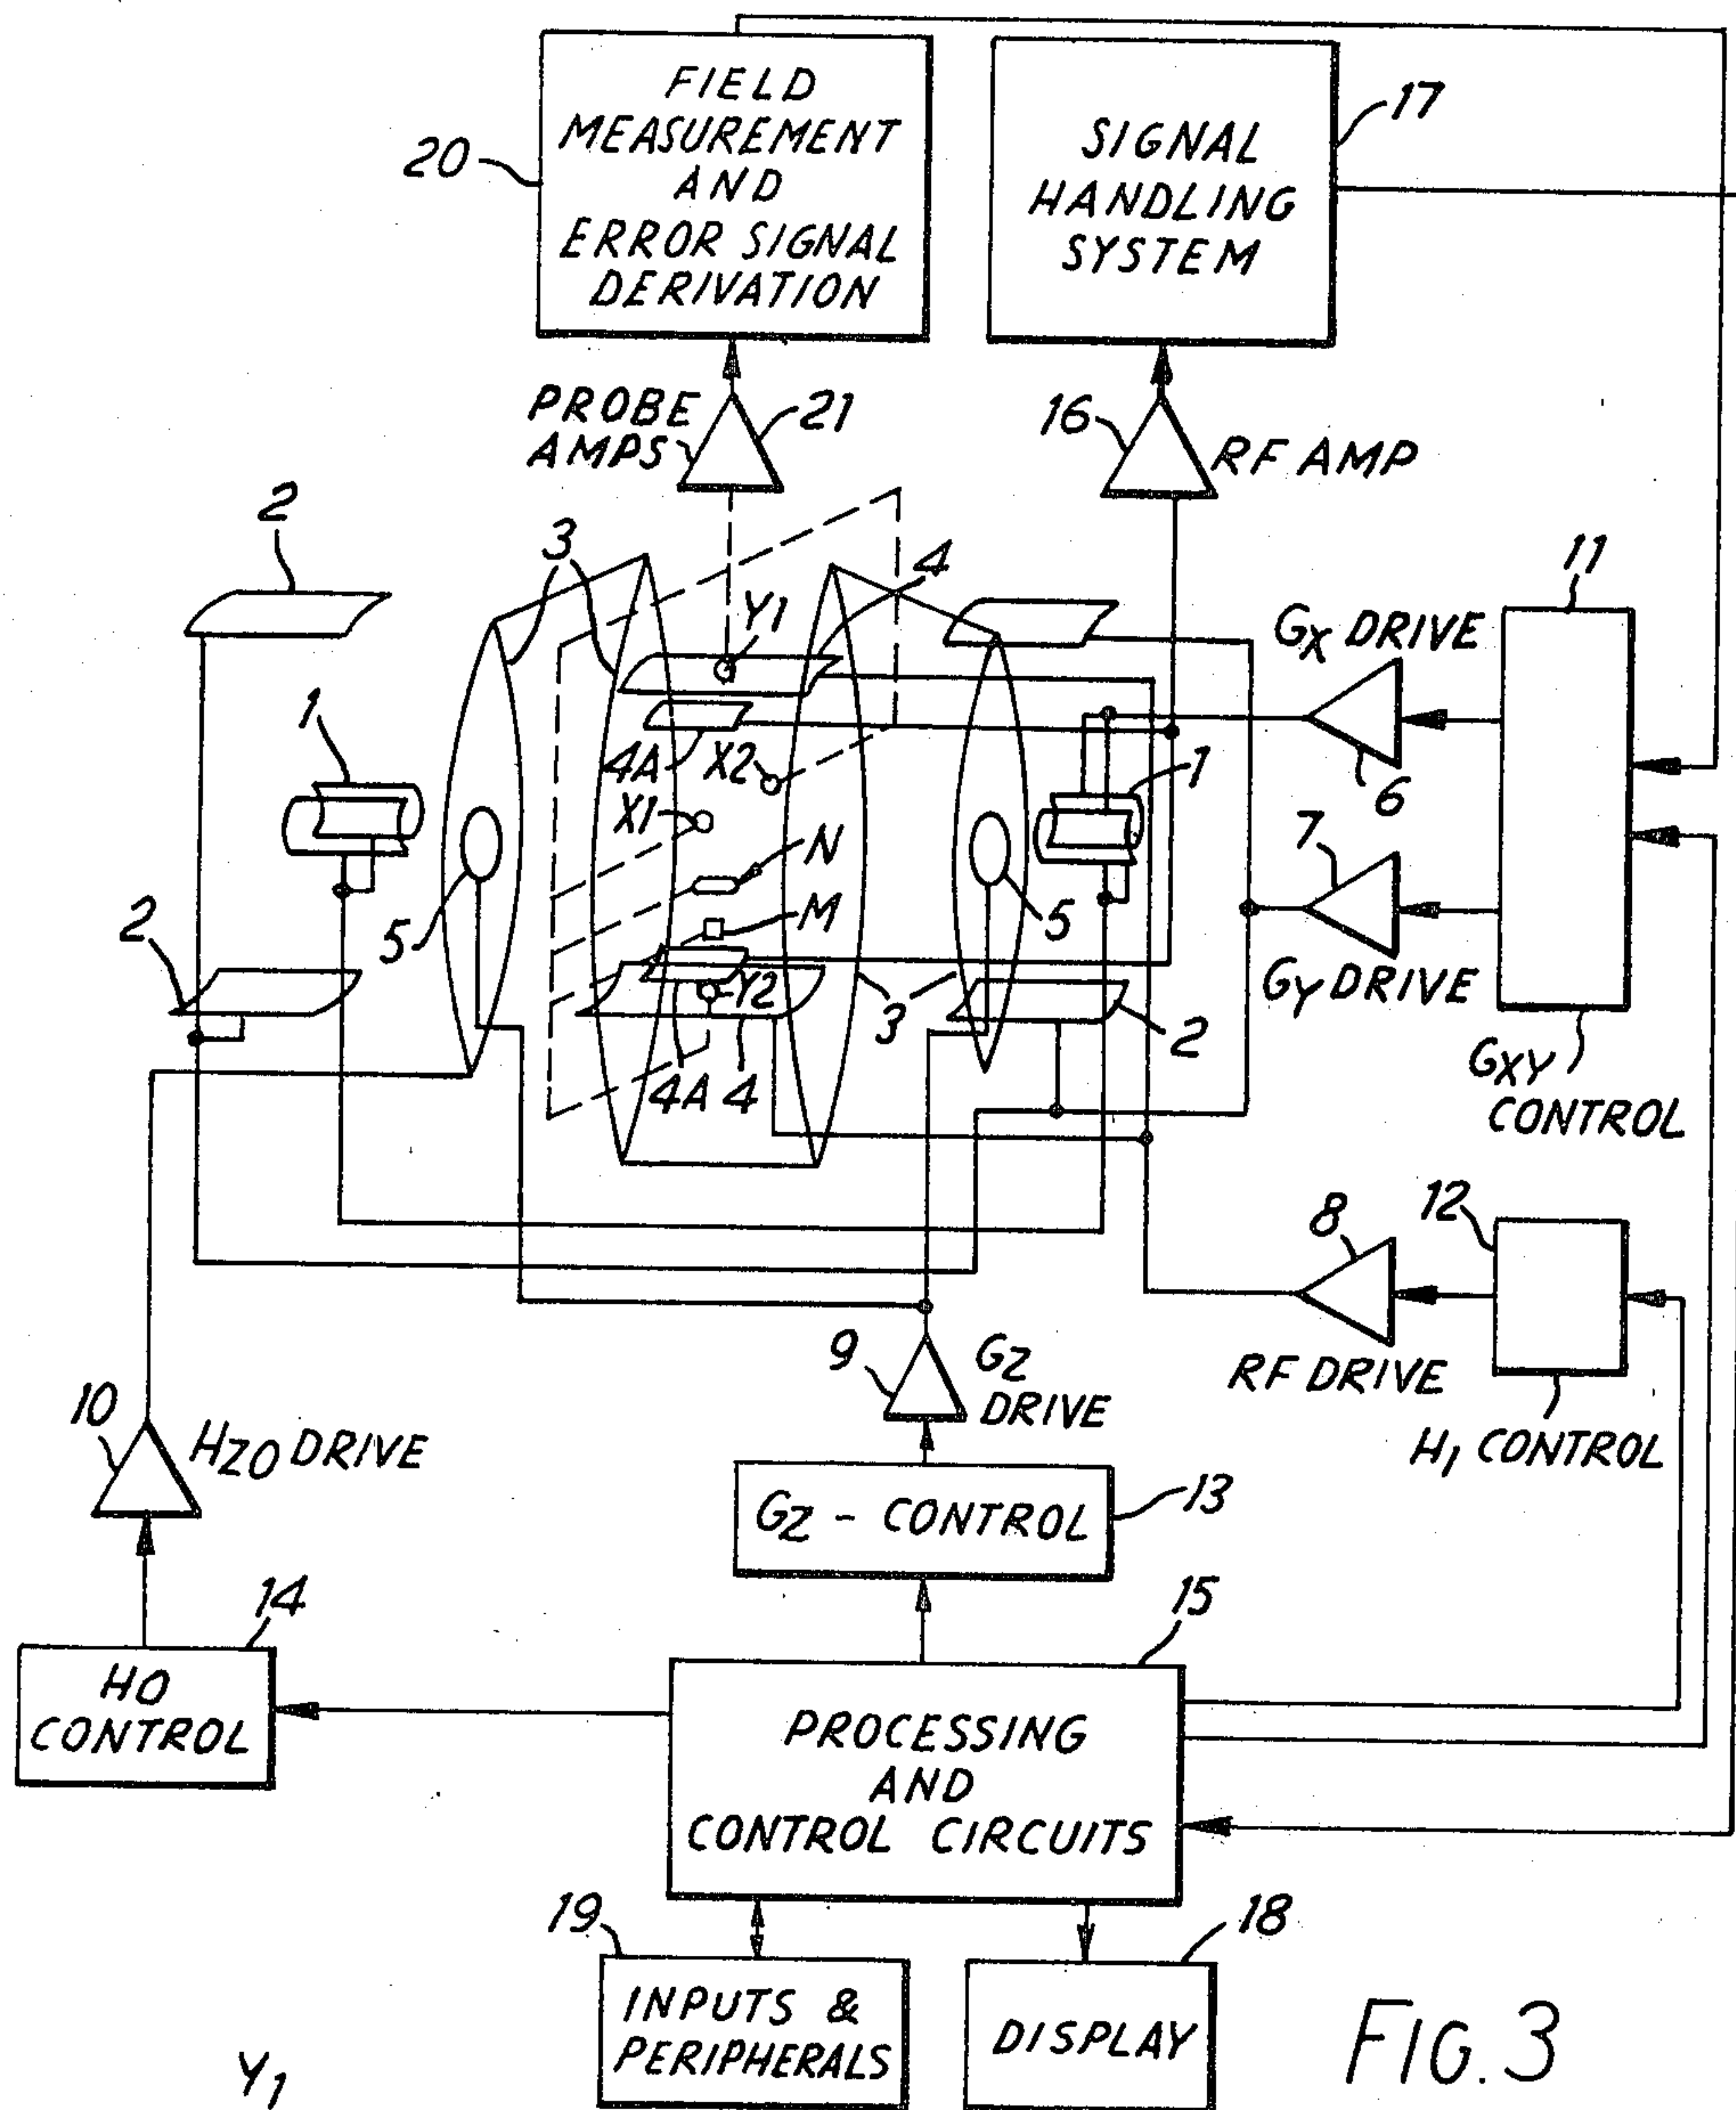 FIELD
MEASUREMENT
AND
ERROR SIGNAL
DERIVATION
20
SIGNAL
HANDLING
SYSTEM
17
PROBE
AMPS
21
16
RF AMP
2
3
4
Y1
11
GX DRIVE
6
1
4A
X2
1
X1
N
7
M
5
5
2
Y2
3
2
GY DRIVE
4A 4
GXY
CONTROL
8
12
RF DRIVE
H1 CONTROL
9
GZ
DRIVE
10
HZO DRIVE
GZ - CONTROL
13
14
HO
CONTROL
15
PROCESSING
AND
CONTROL CIRCUITS
19
18
INPUTS &
PERIPHERALS
DISPLAY
FIG. 3
Y1